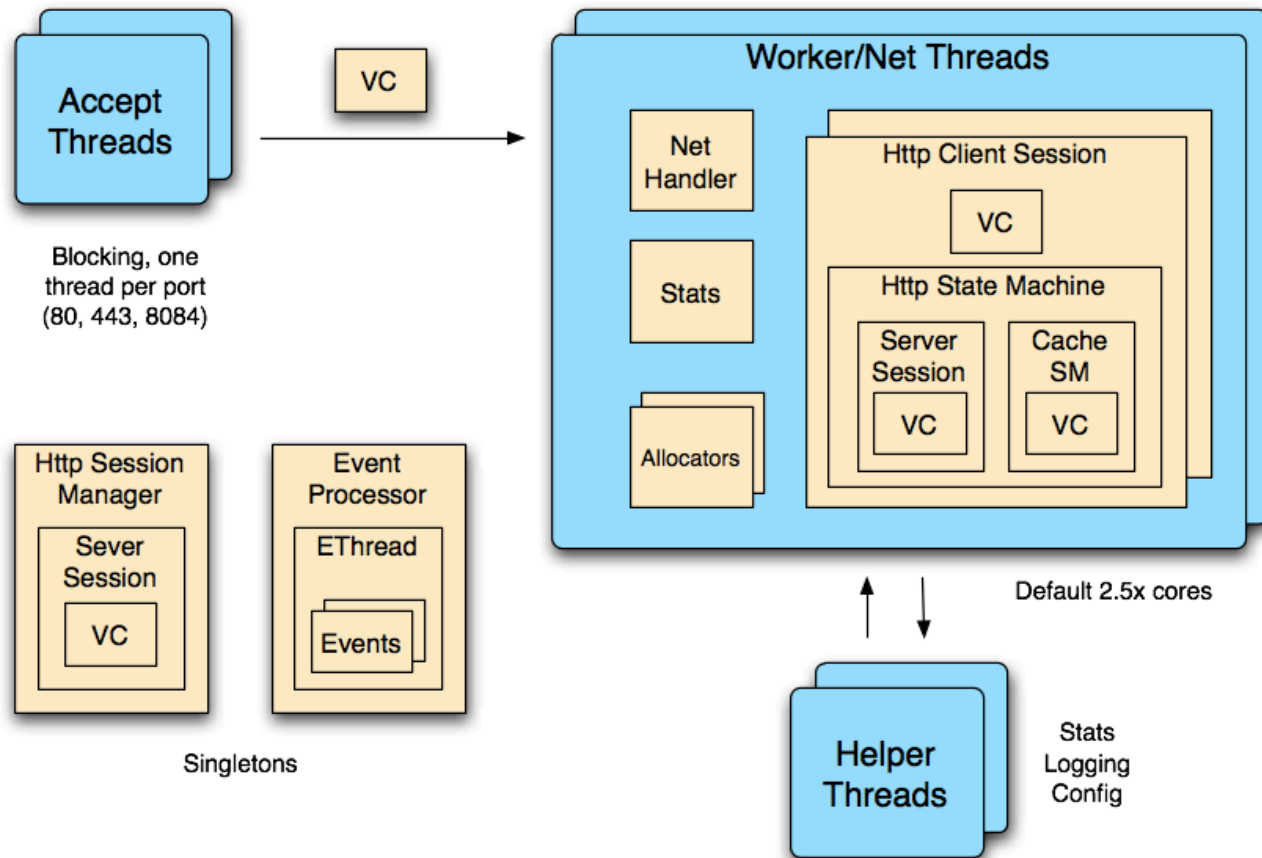 Accept
Threads
VC
Worker/Net Threads
Net
Handler
Stats
Allocators
Http Client Session
VC
Http State Machine
Server
Session
VC
Cache
SM
VC
Blocking, one
thread per port
(80, 443, 8084)
Http Session
Manager
Sever
Session
VC
Event
Processor
EThread
Events
Singletons
Default 2.5x cores
Helper
Threads
Stats
Logging
Config